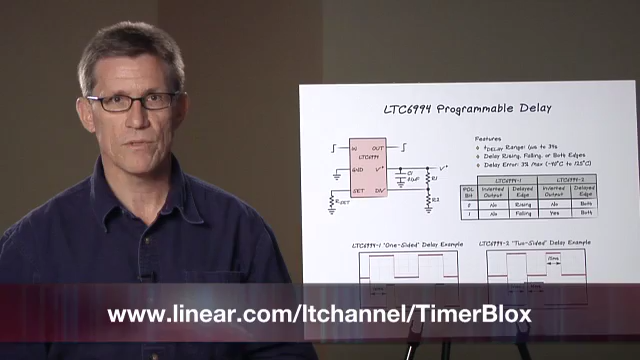 LTC6994 Programmable Delay
IN OUT
LTC6994
GND V+
SET DIV
RSET
C1
R1
R2
V+
Features
tDELAY Range: 1µs to 34s
Delay Rising, Falling, or Both Edges
Delay Error: 3% Max (-40°C to 125°C)
LTC6994-1 LTC6994-2
POL Bit Inverted Output Delayed Edge Inverted Output Delayed Edge
0 No Rising No Both
1 No Falling Yes Both
LTC6994-1 "One-Sided" Delay Example
LTC6994-2 "Two-Sided" Delay Example
www.linear.com/ltchannel/TimerBlox